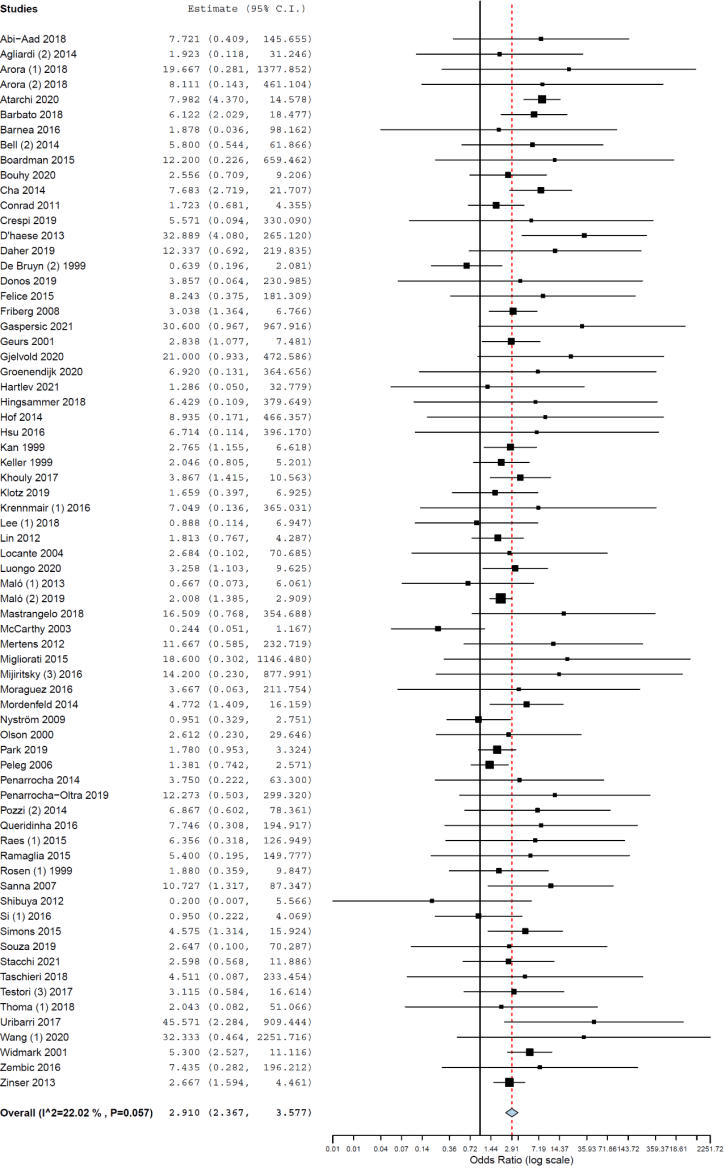 Studies Estimate (95% C.I.)
Abi−Aad 2018 7.721 (0.409, 145.655)
Agliardi (2) 2014 1.923 (0.118, 31.246)
Arora (1) 2018 19.667 (0.281, 1377.852)
Arora (2) 2018 8.111 (0.143, 461.104)
Atarchi 2020 7.982 (4.370, 14.578)
Barbato 2018 6.122 (2.029, 18.477)
Barnea 2016 1.878 (0.036, 98.162)
Bell (2) 2014 5.800 (0.544, 61.866)
Boardman 2015 12.200 (0.226, 659.462)
Bouhy 2020 2.556 (0.709, 9.206)
Cha 2014 7.683 (2.719, 21.707)
Conrad 2011 1.723 (0.681, 4.355)
Crespi 2019 5.571 (0.094, 330.090)
D'haese 2013 32.889 (4.080, 265.120)
Daher 2019 12.337 (0.692, 219.835)
De Bruyn (2) 1999 0.639 (0.196, 2.081)
Donos 2019 3.857 (0.064, 230.985)
Felice 2015 8.243 (0.375, 181.309)
Friberg 2008 3.038 (1.364, 6.766)
Gaspersic 2021 30.600 (0.967, 967.916)
Geurs 2001 2.838 (1.077, 7.481)
Gjelvold 2020 21.000 (0.933, 472.586)
Groenendijk 2020 6.920 (0.131, 364.656)
Hartlev 2021 1.286 (0.050, 32.779)
Hingsammer 2018 6.429 (0.109, 379.649)
Hof 2014 8.935 (0.171, 466.357)
Hsu 2016 6.714 (0.114, 396.170)
Kan 1999 2.765 (1.155, 6.618)
Keller 1999 2.046 (0.805, 5.201)
Khouly 2017 3.867 (1.415, 10.563)
Klotz 2019 1.659 (0.397, 6.925)
Krennmair (1) 2016 7.049 (0.136, 365.031)
Lee (1) 2018 0.888 (0.114, 6.947)
Lin 2012 1.813 (0.767, 4.287)
Locante 2004 2.684 (0.102, 70.685)
Luongo 2020 3.258 (1.103, 9.625)
Maló (1) 2013 0.667 (0.073, 6.061)
Maló (2) 2019 2.008 (1.385, 2.909)
Mastrangelo 2018 16.509 (0.768, 354.688)
McCarthy 2003 0.244 (0.051, 1.167)
Mertens 2012 11.667 (0.585, 232.719)
Migliorati 2015 18.600 (0.302, 1146.480)
Mijiritsky (3) 2016 14.200 (0.230, 877.991)
Moraguez 2016 3.667 (0.063, 211.754)
Mordenfeld 2014 4.772 (1.409, 16.159)
Nyström 2009 0.951 (0.329, 2.751)
Olson 2000 2.612 (0.230, 29.646)
Park 2019 1.780 (0.953, 3.324)
Peleg 2006 1.381 (0.742, 2.571)
Penarrocha 2014 3.750 (0.222, 63.300)
Penarrocha−Oltra 2019 12.273 (0.503, 299.320)
Pozzi (2) 2014 6.867 (0.602, 78.361)
Queridinha 2016 7.746 (0.308, 194.917)
Raes (1) 2015 6.356 (0.318, 126.949)
Ramaglia 2015 5.400 (0.195, 149.777)
Rosen (1) 1999 1.880 (0.359, 9.847)
Sanna 2007 10.727 (1.317, 87.347)
Shibuya 2012 0.200 (0.007, 5.566)
Si (1) 2016 0.950 (0.222, 4.069)
Simons 2015 4.575 (1.314, 15.924)
Souza 2019 2.647 (0.100, 70.287)
Stacchi 2021 2.598 (0.568, 11.886)
Taschieri 2018 4.511 (0.087, 233.454)
Testori (3) 2017 3.115 (0.584, 16.614)
Thoma (1) 2018 2.043 (0.082, 51.066)
Uribarri 2017 45.571 (2.284, 909.444)
Wang (1) 2020 32.333 (0.464, 2251.716)
Widmark 2001 5.300 (2.527, 11.116)
Zembic 2016 7.435 (0.282, 196.212)
Zinser 2013 2.667 (1.594, 4.461)
Overall (I^2=22.02 % , P=0.057) 2.910 (2.367, 3.577)
0.01 0.01 0.04 0.07 0.14 0.36 0.72 1.44 2.91 7.19 14.37 35.93 71.86 143.72 359.3718.61 2251.72
Odds Ratio (log scale)